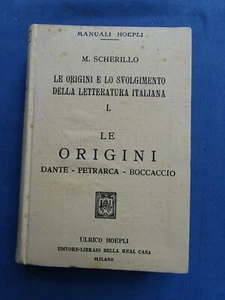 MANUALI HOEPLI
M. SCHERILLO
LE ORIGINI E LO SVOLGIMENTO
DELLA LETTERATURA ITALIANA
I.
LE
ORIGINI
DANTE - PETRARCA - BOCCACCIO
ULRICO HOEPLI
EDITORE-LIBRAIO DELLA REAL CASA
MILANO